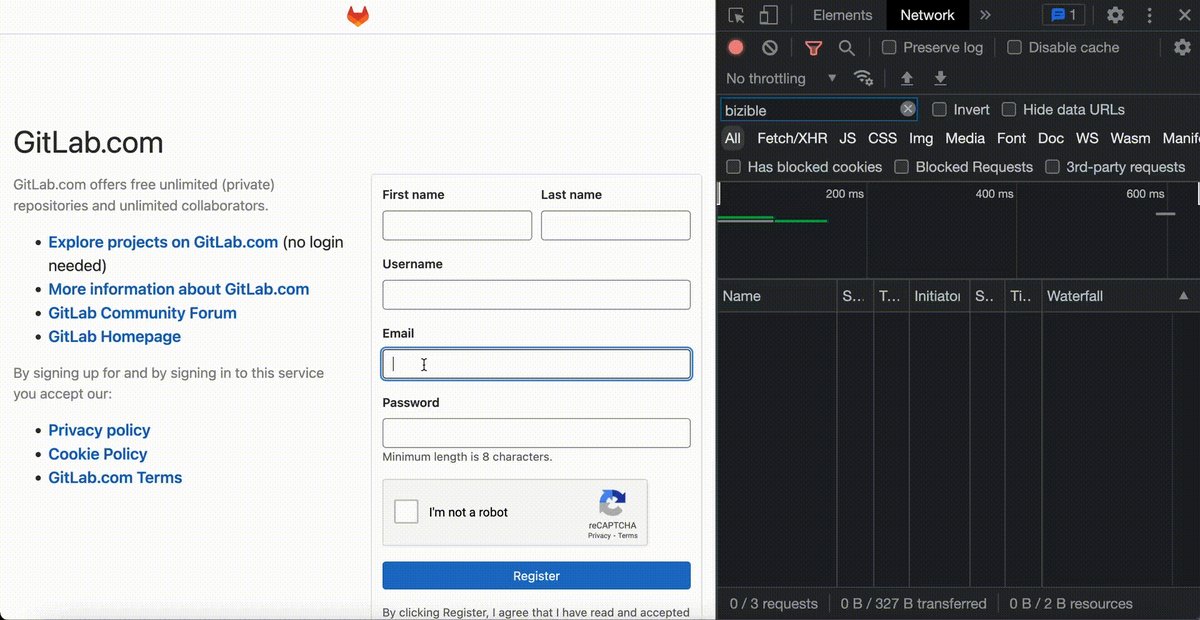 GitLab.com
GitLab.com offers free unlimited (private)
repositories and unlimited collaborators.
Explore projects on GitLab.com (no login
needed)
More information about GitLab.com
GitLab Community Forum
GitLab Homepage
By signing up for and by signing in to this service
you accept our:
Privacy policy
Cookie Policy
GitLab.com Terms
First name Last name
Username
Email
Password
Minimum length is 8 characters.
I'm not a robot
reCAPTCHA
Privacy - Terms
Register
By clicking Register, I agree that I have read and accepted
Elements Network 1
Preserve log Disable cache
No throttling
bizible Invert Hide data URLs
All Fetch/XHR JS CSS Img Media Font Doc WS Wasm Manif
Has blocked cookies Blocked Requests 3rd-party requests
200 ms 400 ms 600 ms
Name S... T... Initiator S... Ti... Waterfall
0 / 3 requests 0 B / 327 B transferred 0 B / 2 B resources